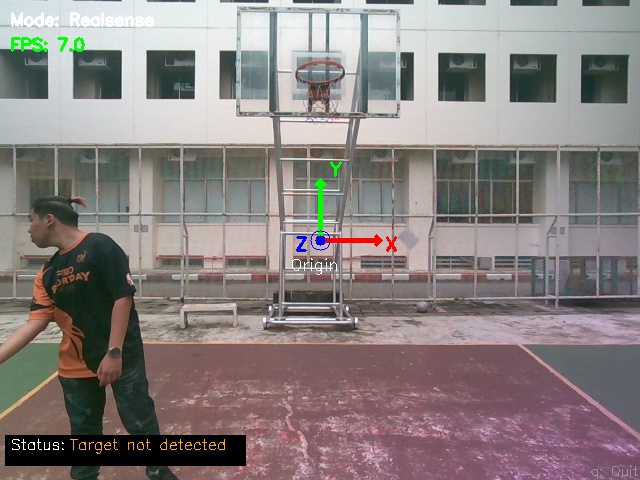 Mode: Realsense
FPS: 7.0
Y
Z
X
Origin
Status: Target not detected
q: Quit